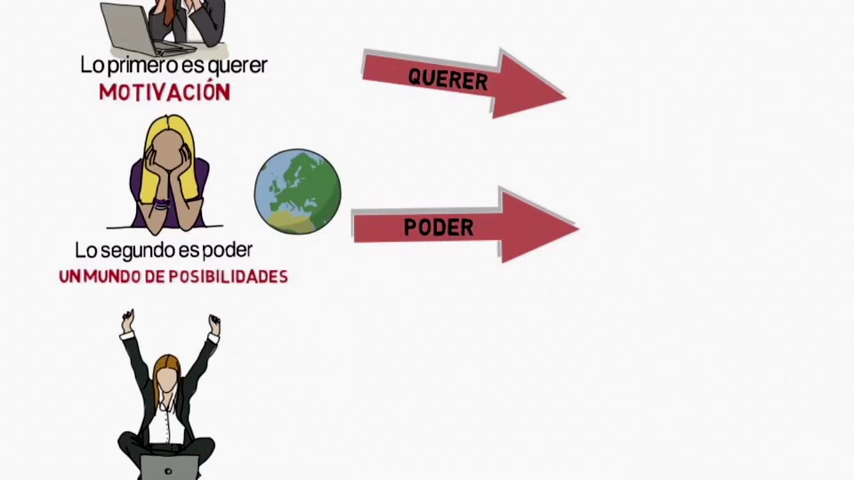 Lo primero es querer
MOTIVACIÓN
QUERER
Lo segundo es poder
UN MUNDO DE POSIBILIDADES
PODER